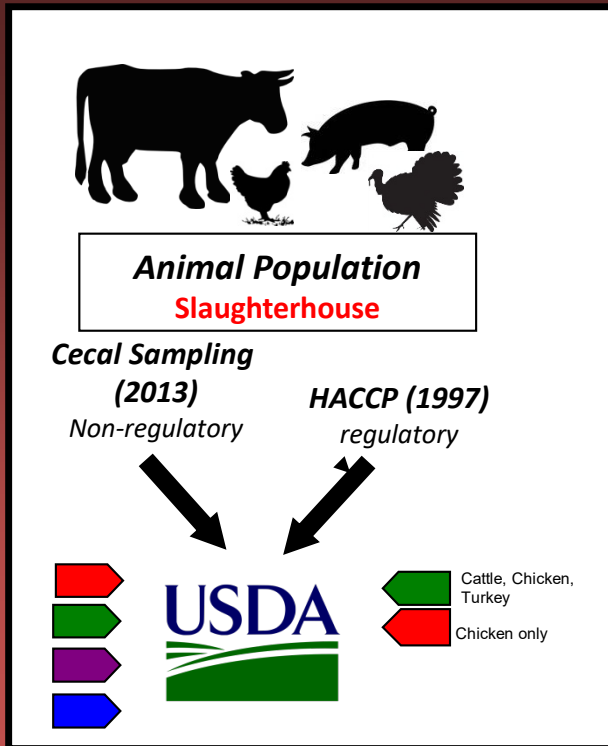 Animal Population
Slaughterhouse
Cecal Sampling
(2013)
Non-regulatory
HACCP (1997)
regulatory
USDA
Cattle, Chicken,
Turkey
Chicken only